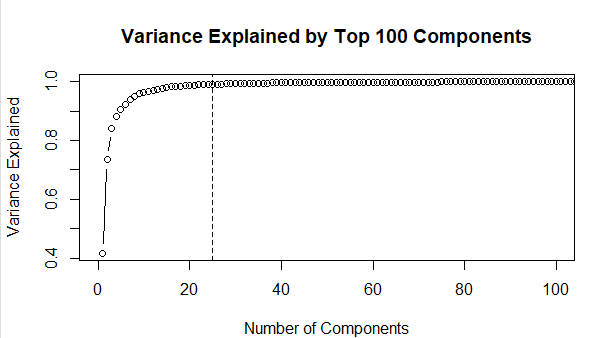 Variance Explained by Top 100 Components
Variance Explained
1.0
0.8
0.6
0.4
0 20 40 60 80 100
Number of Components